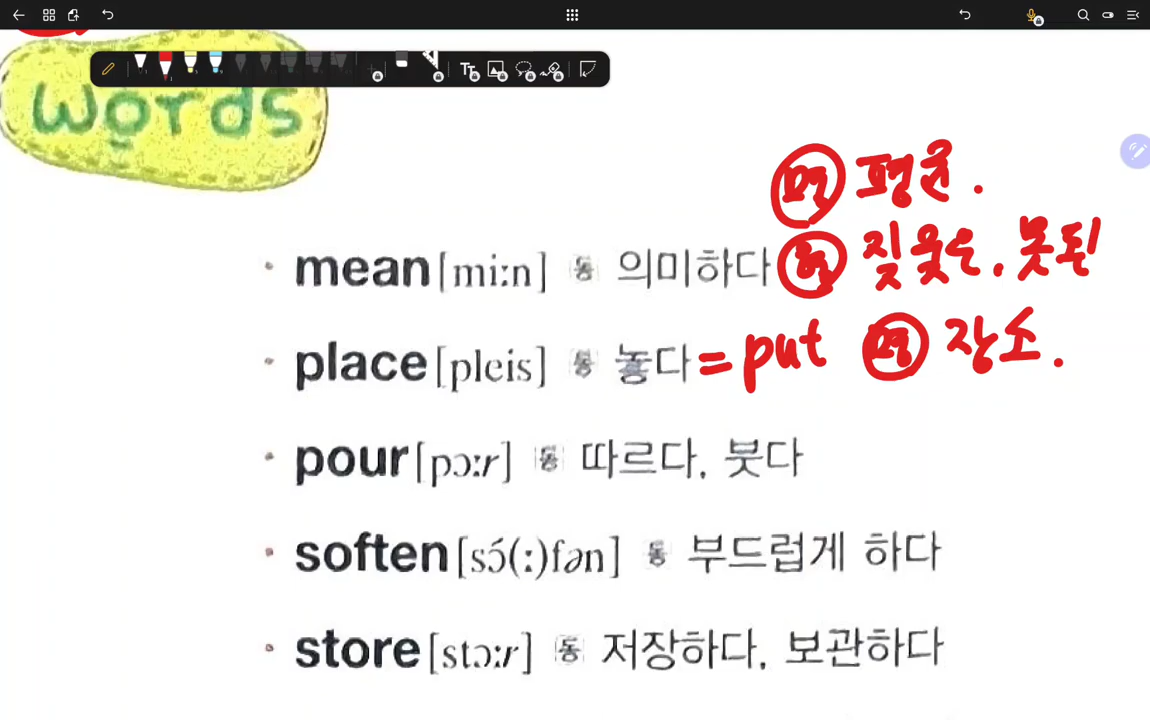 words
명 평균.
mean[miːn] 동 의미하다 형 짖궂은, 못된
place[pleis] 동 놓다 = put 명 장소.
pour[pɔːr] 동 따르다, 붓다
soften[sɔ́(ː)fən] 동 부드럽게 하다
store[stɔːr] 동 저장하다, 보관하다